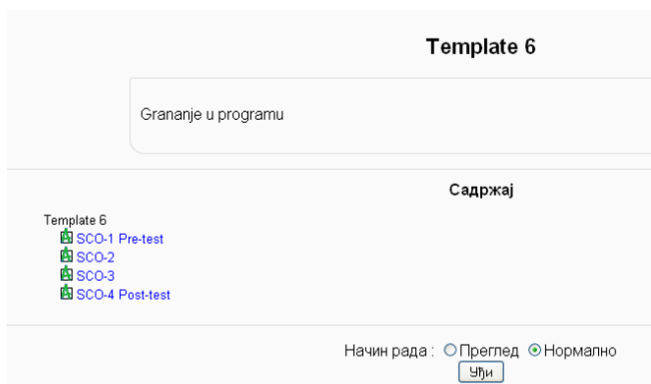 Template 6
Grananje u programu
Садржај
Template 6
SCO-1 Pre-test
SCO-2
SCO-3
SCO-4 Post-test
Начин рада : Преглед Нормално
Уђи